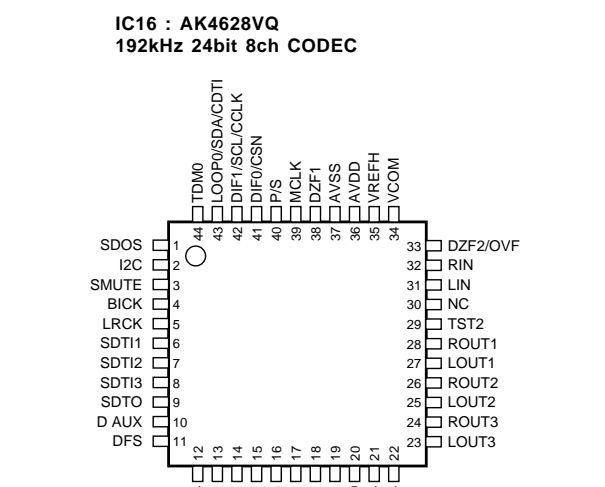 IC16 : AK4628VQ
192kHz 24bit 8ch CODEC
TDM0
LOOP0/SDA/CDTI
DIF1/SCL/CCLK
DIF0/CSN
P/S
MCLK
DZF1
AVSS
AVDD
VREFH
VCOM
44 43 42 41 40 39 38 37 36 35 34
SDOS 1
I2C 2
SMUTE 3
BICK 4
LRCK 5
SDTI1 6
SDTI2 7
SDTI3 8
SDTO 9
D AUX 10
DFS 11
33 DZF2/OVF
32 RIN
31 LIN
30 NC
29 TST2
28 ROUT1
27 LOUT1
26 ROUT2
25 LOUT2
24 ROUT3
23 LOUT3
12 13 14 15 16 17 18 19 20 21 22